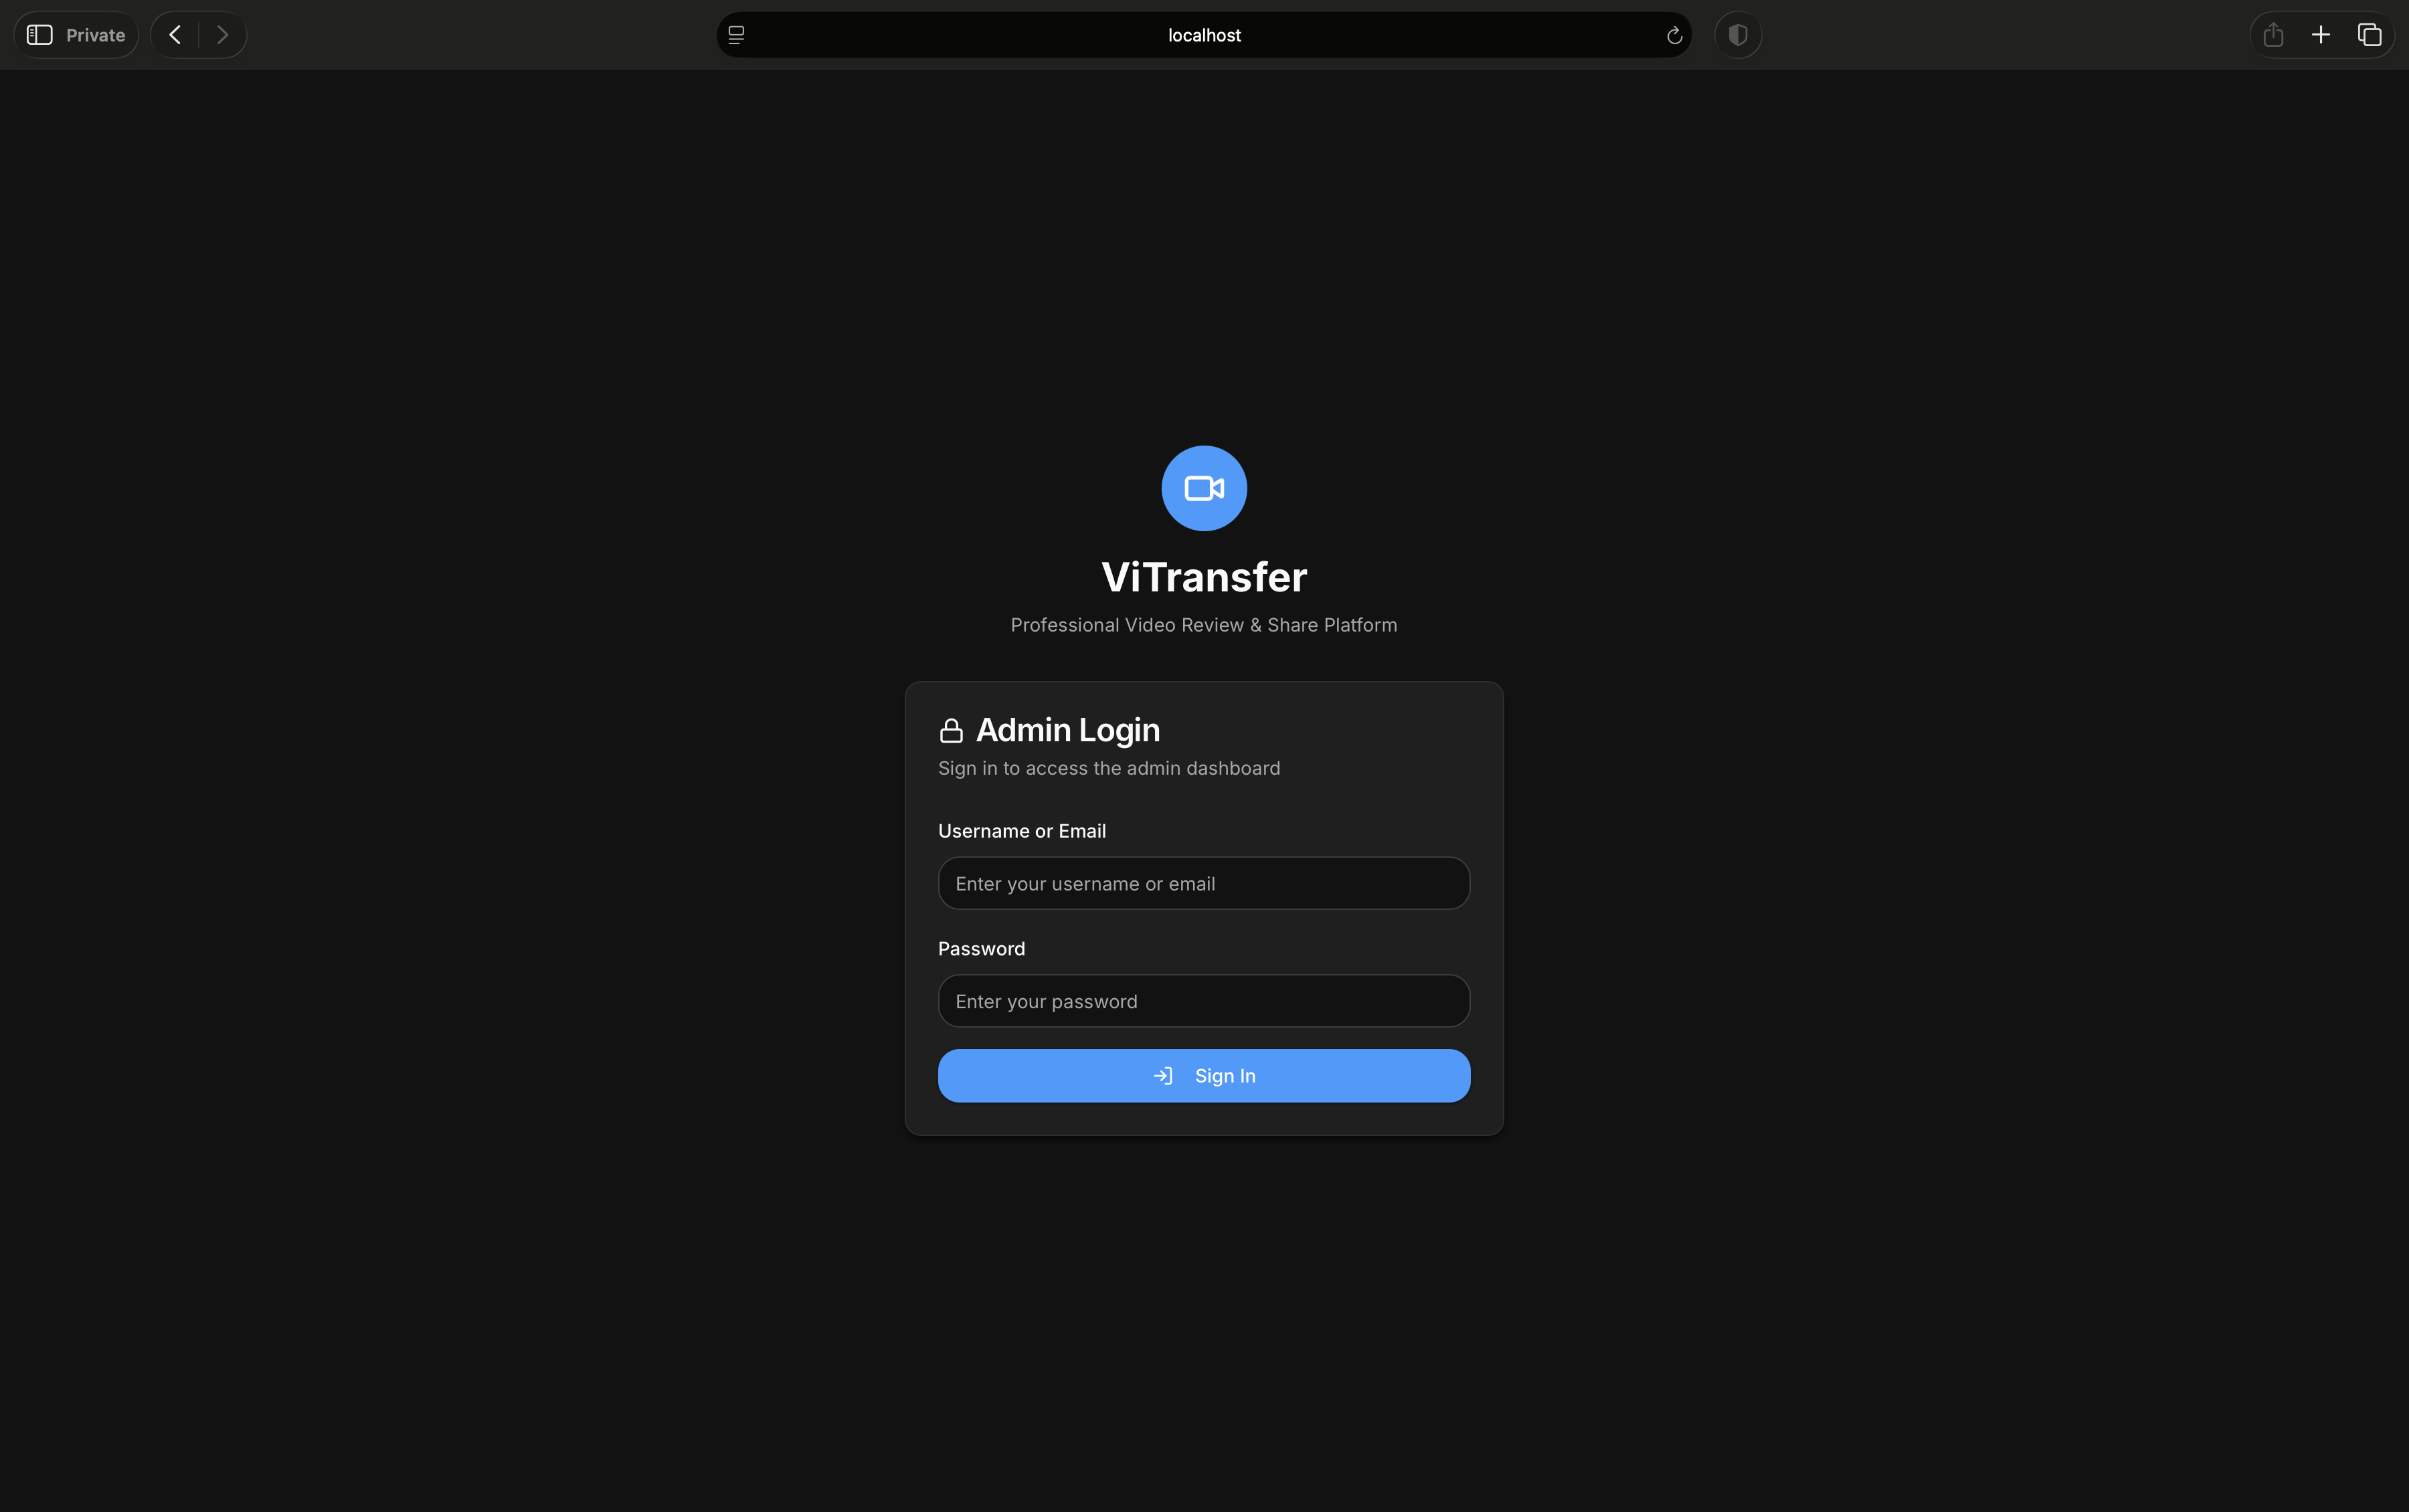 Private
localhost
ViTransfer
Professional Video Review & Share Platform
Admin Login
Sign in to access the admin dashboard
Username or Email
Enter your username or email
Password
Enter your password
Sign In